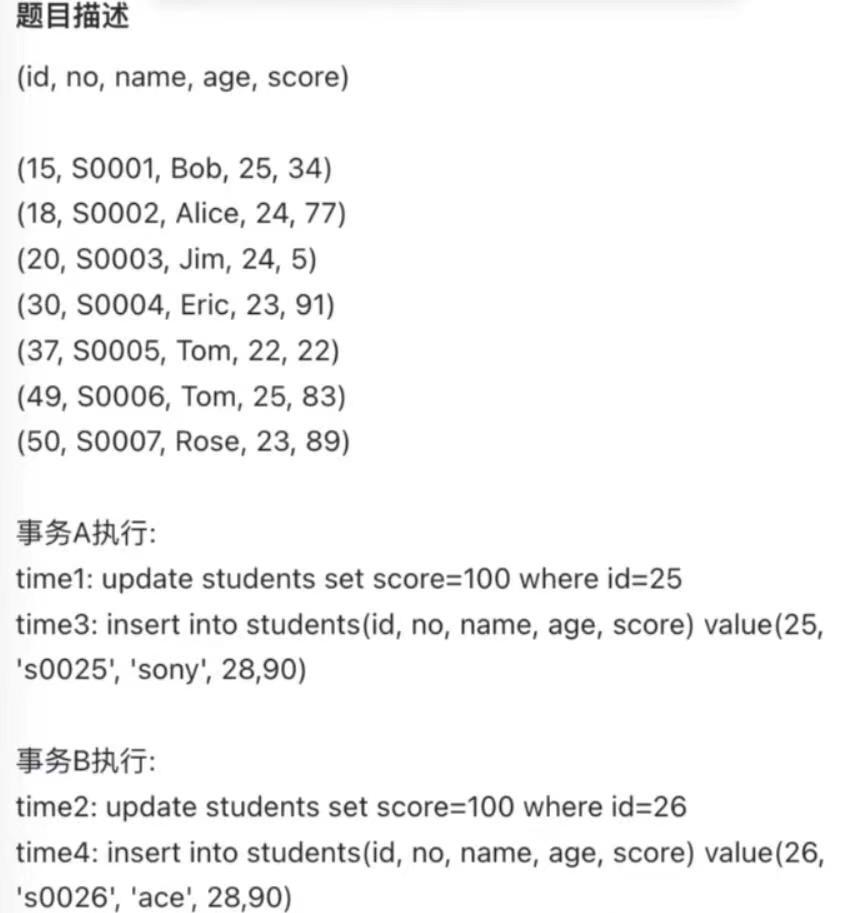 题目描述
(id, no, name, age, score)
(15, S0001, Bob, 25, 34)
(18, S0002, Alice, 24, 77)
(20, S0003, Jim, 24, 5)
(30, S0004, Eric, 23, 91)
(37, S0005, Tom, 22, 22)
(49, S0006, Tom, 25, 83)
(50, S0007, Rose, 23, 89)
事务A执行:
time1: update students set score=100 where id=25
time3: insert into students(id, no, name, age, score) value(25,
's0025', 'sony', 28,90)
事务B执行:
time2: update students set score=100 where id=26
time4: insert into students(id, no, name, age, score) value(26,
's0026', 'ace', 28,90)